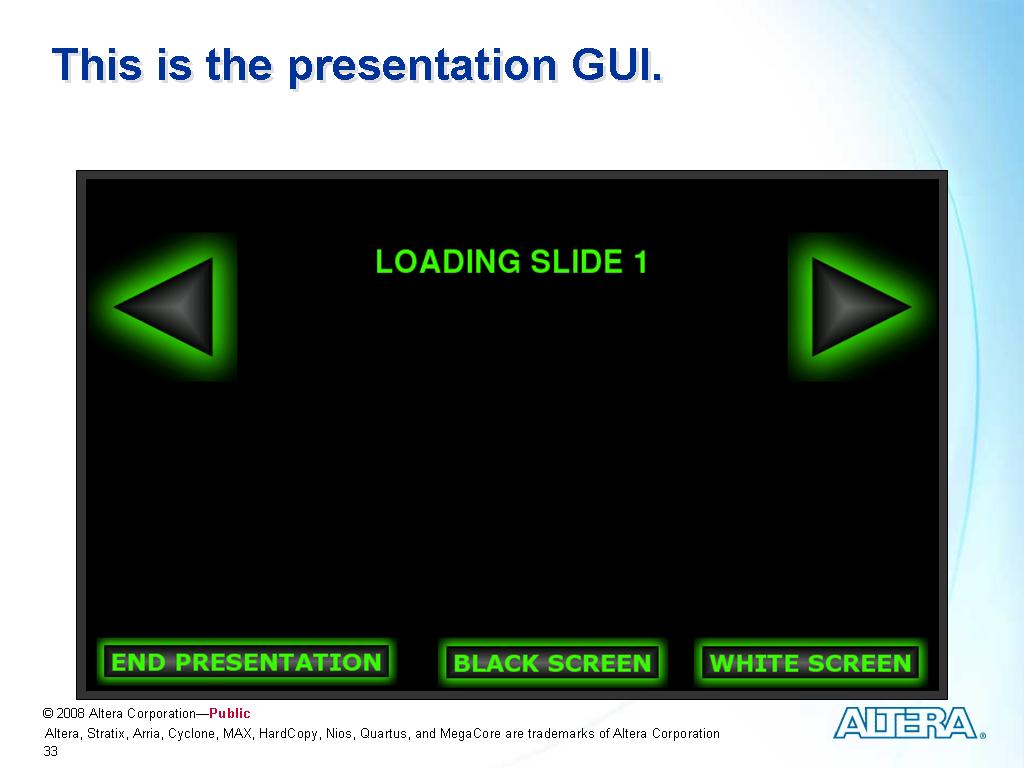 This is the presentation GUI.
LOADING SLIDE 1
END PRESENTATION
BLACK SCREEN
WHITE SCREEN
© 2008 Altera Corporation—Public
Altera, Stratix, Arria, Cyclone, MAX, HardCopy, Nios, Quartus, and MegaCore are trademarks of Altera Corporation
33
ALTERA®